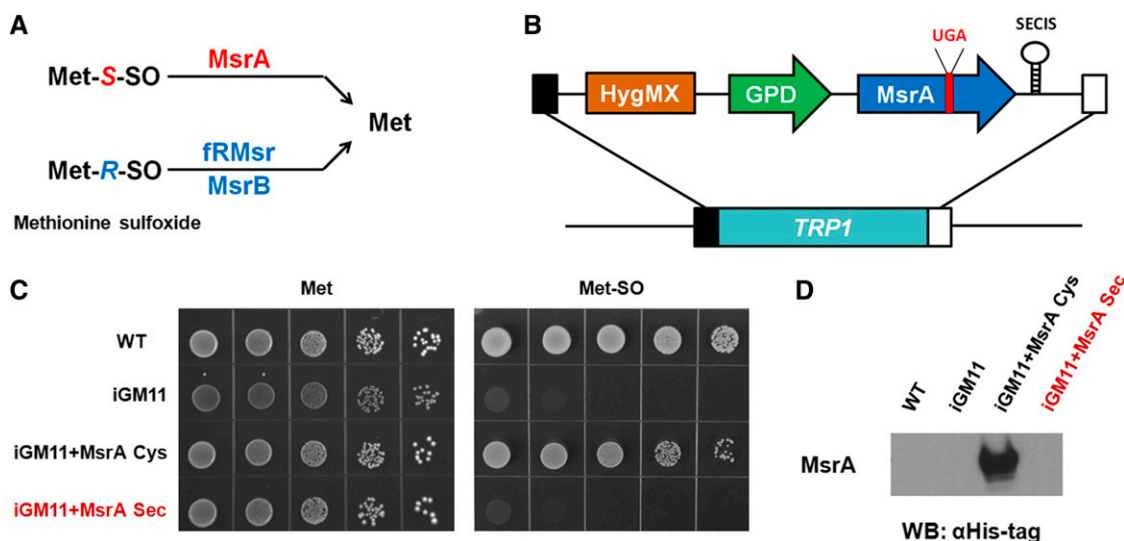 A
Met-S-SO
MsrA
Met
Met-R-SO
fRMsr
MsrB
Methionine sulfoxide
B
SECIS
UGA
HygMX
GPD
MsrA
TRP1
C
Met
Met-SO
WT
iGM11
iGM11+MsrA Cys
iGM11+MsrA Sec
D
WT
iGM11
iGM11+MsrA Cys
iGM11+MsrA Sec
MsrA
WB: αHis-tag